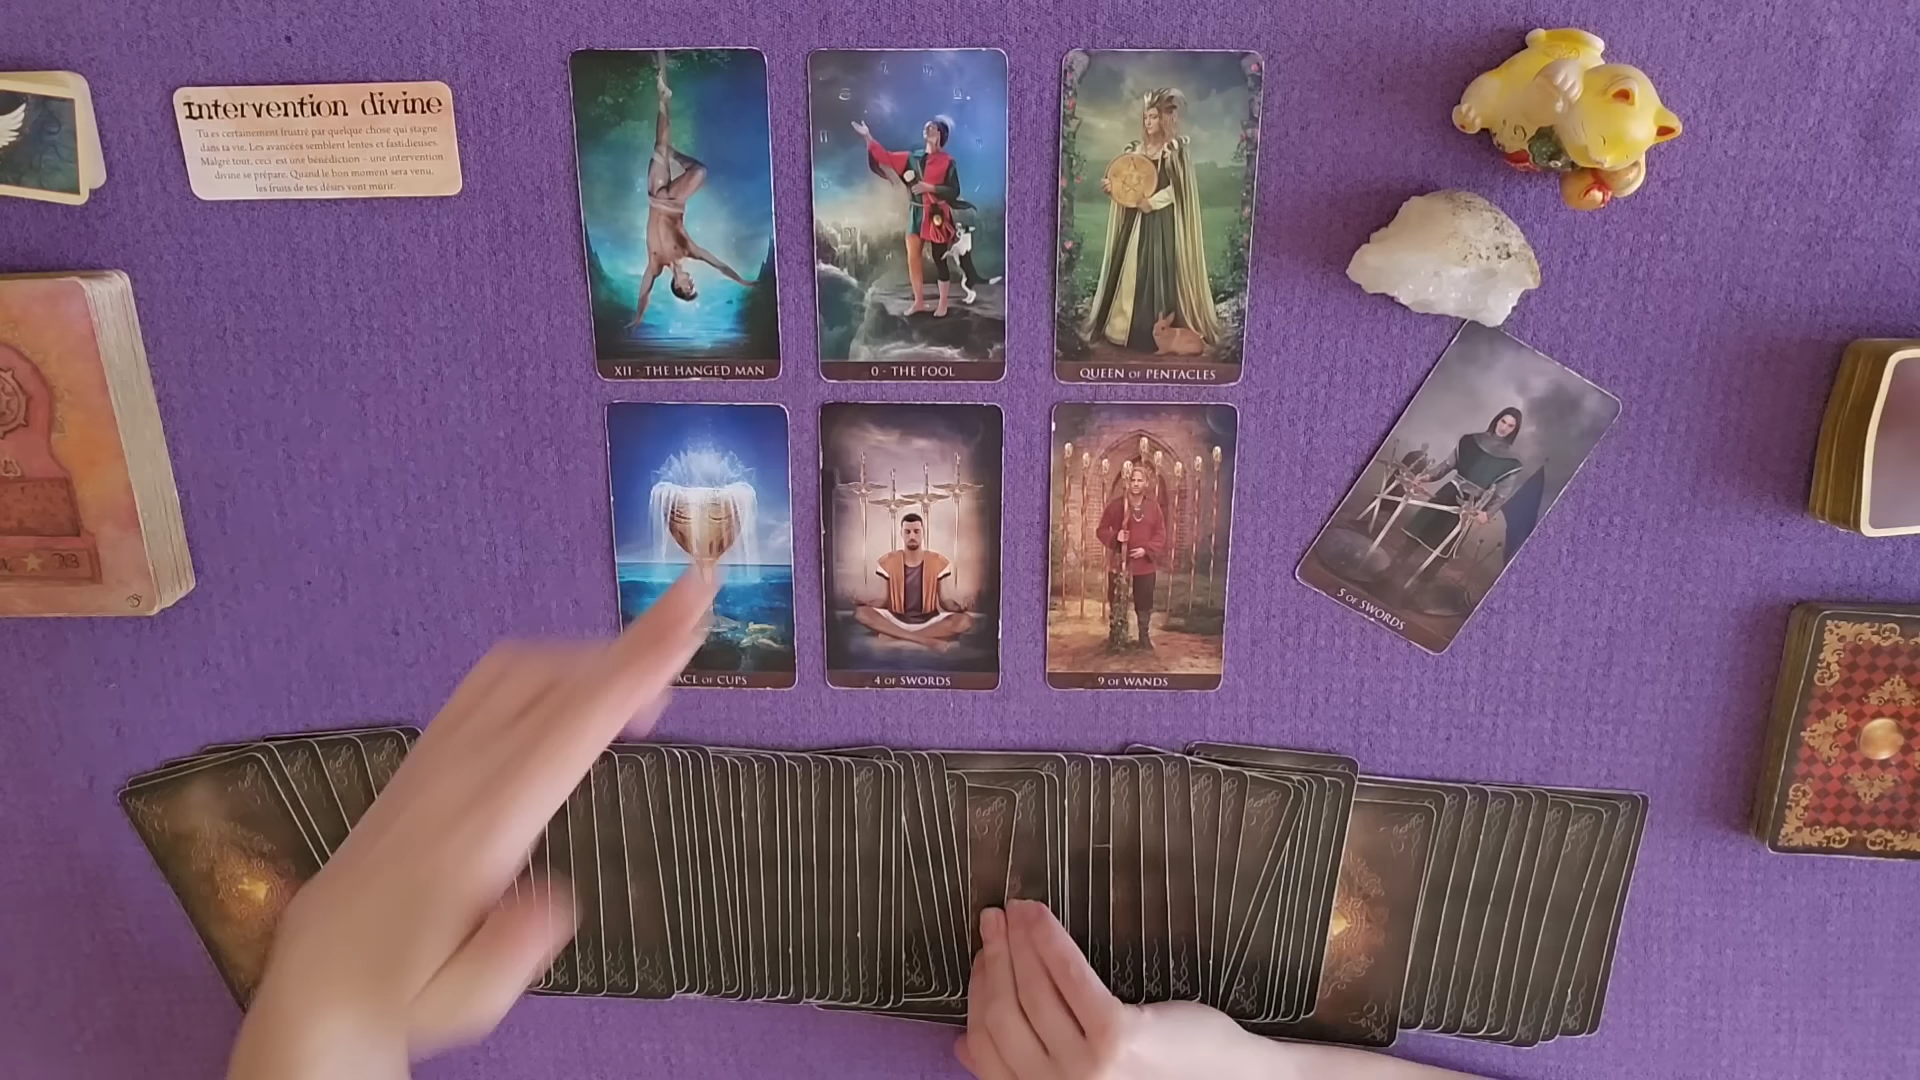 Intervention divine
Tu es certainement frustré par quelque chose qui stagne
dans ta vie. Les avancées semblent lentes et fastidieuses.
Malgré tout, ceci est une bénédiction – une intervention
divine se prépare. Quand le bon moment sera venu,
les fruits de tes désirs vont mûrir.
XII - THE HANGED MAN
0 - THE FOOL
QUEEN OF PENTACLES
ACE OF CUPS
4 OF SWORDS
9 OF WANDS
5 OF SWORDS